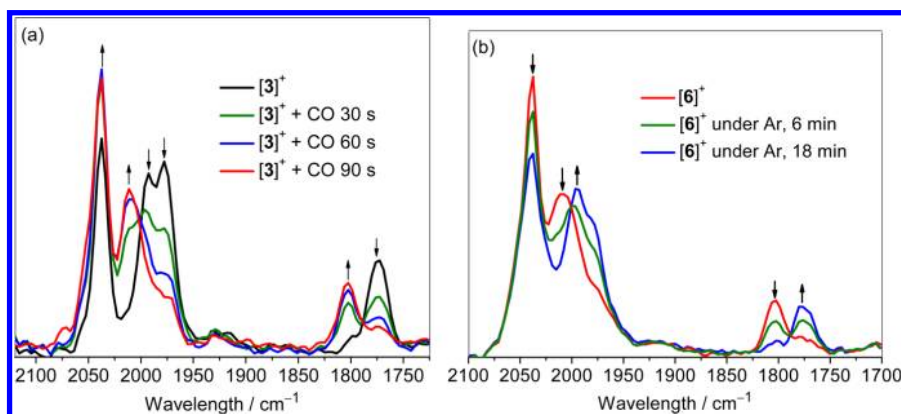 (a)
[3]⁺
[3]⁺ + CO 30 s
[3]⁺ + CO 60 s
[3]⁺ + CO 90 s
2100 2050 2000 1950 1900 1850 1800 1750
Wavelength / cm⁻¹
(b)
[6]⁺
[6]⁺ under Ar, 6 min
[6]⁺ under Ar, 18 min
2100 2050 2000 1950 1900 1850 1800 1750 1700
Wavelength / cm⁻¹